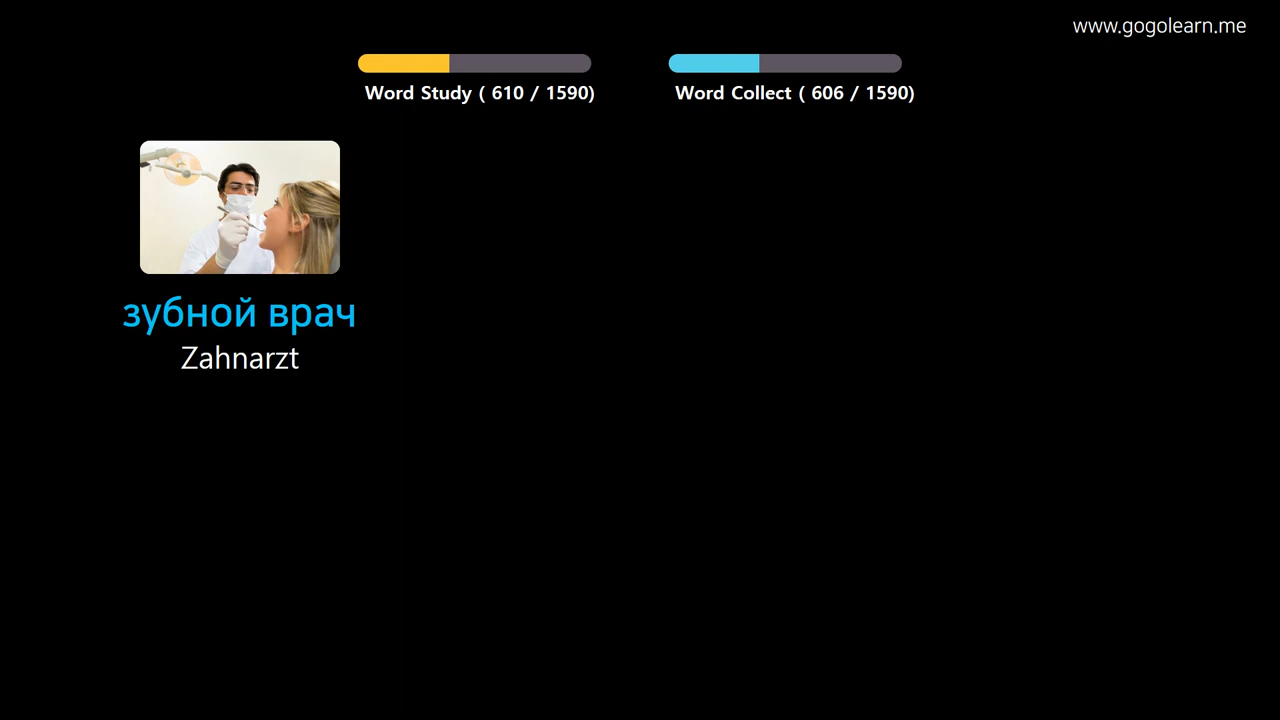 www.gogolearn.me
Word Study ( 610 / 1590)
Word Collect ( 606 / 1590)
зубной врач
Zahnarzt